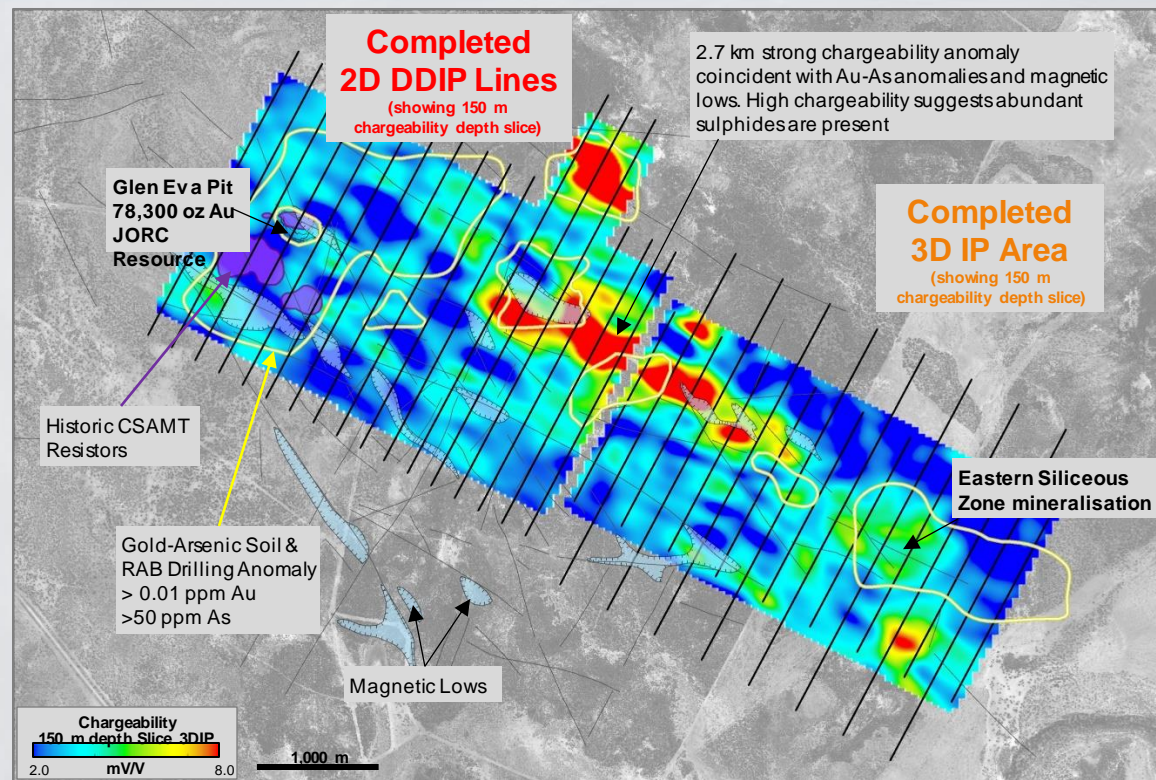 Completed
2D DDIP Lines
(showing 150 m
chargeability depth slice)
2.7 km strong chargeability anomaly
coincident with Au-As anomalies and magnetic
lows. High chargeability suggests abundant
sulphides are present
Glen Eva Pit
78,300 oz Au
JORC
Resource
Completed
3D IP Area
(showing 150 m
chargeability depth slice)
Historic CSAMT
Resistors
Eastern Siliceous
Zone mineralisation
Gold-Arsenic Soil &
RAB Drilling Anomaly
> 0.01 ppm Au
>50 ppm As
Magnetic Lows
Chargeability
150 m depth Slice 3DIP
2.0 mV/V 8.0
1,000 m